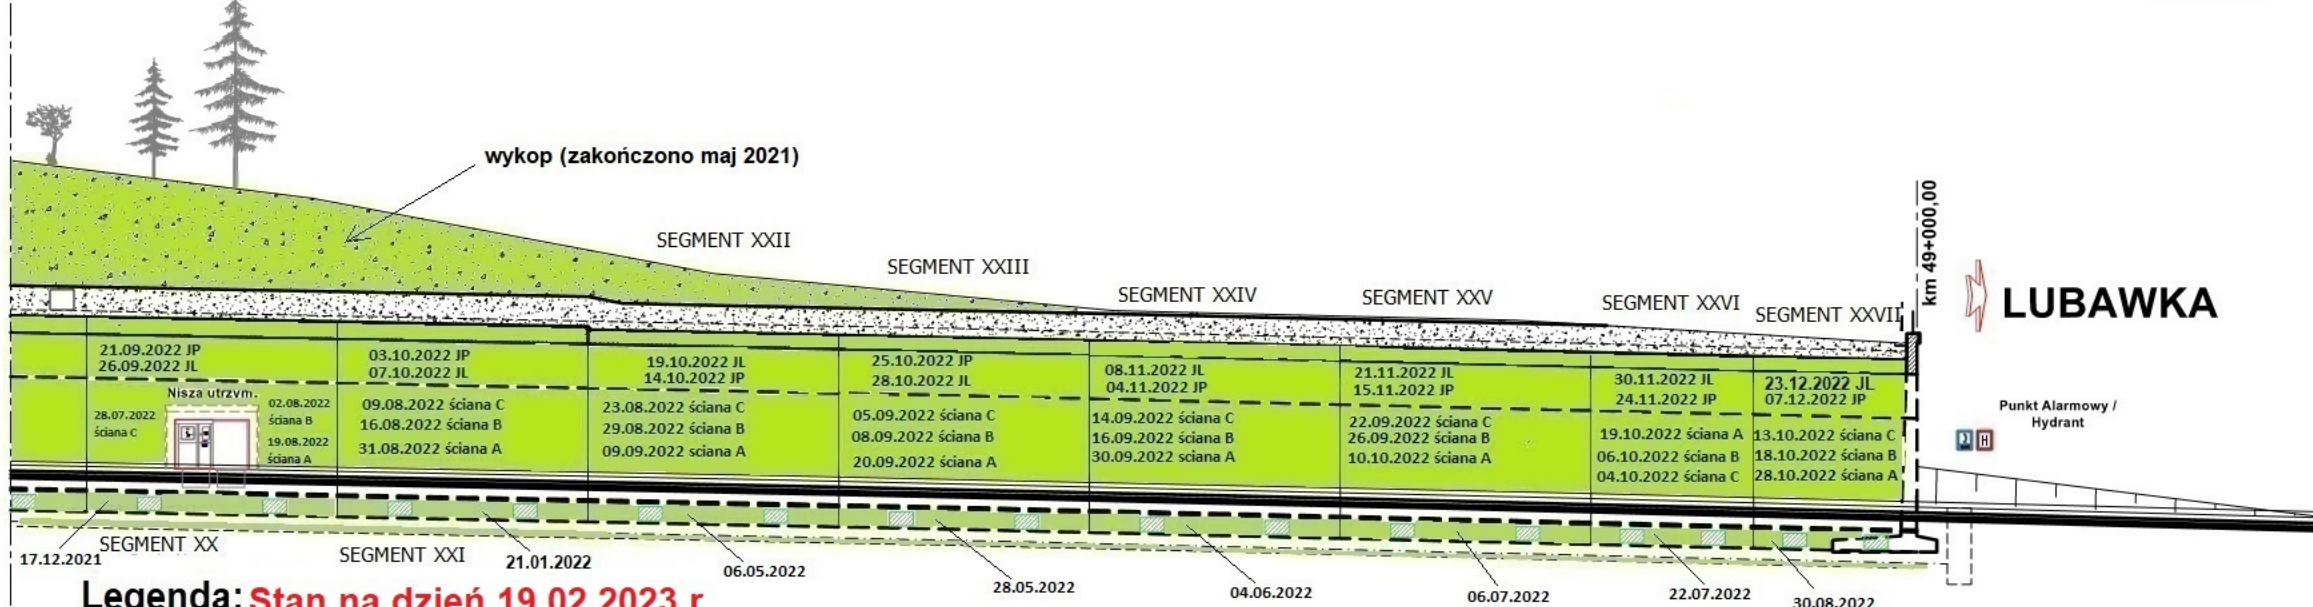 wykop (zakończono maj 2021)
SEGMENT XXII
SEGMENT XXIII
SEGMENT XXIV
SEGMENT XXV
SEGMENT XXVI
SEGMENT XXVII
km 49+000,00
LUBAWKA
21.09.2022 JP
26.09.2022 JL
03.10.2022 JP
07.10.2022 JL
19.10.2022 JL
14.10.2022 JP
25.10.2022 JP
28.10.2022 JL
08.11.2022 JL
04.11.2022 JP
21.11.2022 JL
15.11.2022 JP
30.11.2022 JL
24.11.2022 JP
23.12.2022 JL
07.12.2022 JP
Nisza utrzym.
28.07.2022
ściana C
02.08.2022
ściana B
19.08.2022
ściana A
09.08.2022 ściana C
16.08.2022 ściana B
31.08.2022 ściana A
23.08.2022 ściana C
29.08.2022 ściana B
09.09.2022 sciana A
05.09.2022 ściana C
08.09.2022 ściana B
20.09.2022 ściana A
14.09.2022 ściana C
16.09.2022 ściana B
30.09.2022 ściana A
22.09.2022 ściana C
26.09.2022 ściana B
10.10.2022 ściana A
19.10.2022 ściana A
06.10.2022 ściana B
04.10.2022 ściana C
13.10.2022 ściana C
18.10.2022 ściana B
28.10.2022 ściana A
Punkt Alarmowy /
Hydrant
H
17.12.2021
SEGMENT XX
SEGMENT XXI
21.01.2022
06.05.2022
28.05.2022
04.06.2022
06.07.2022
22.07.2022
30.08.2022
Legenda: Stan na dzień 19.02.2023 r